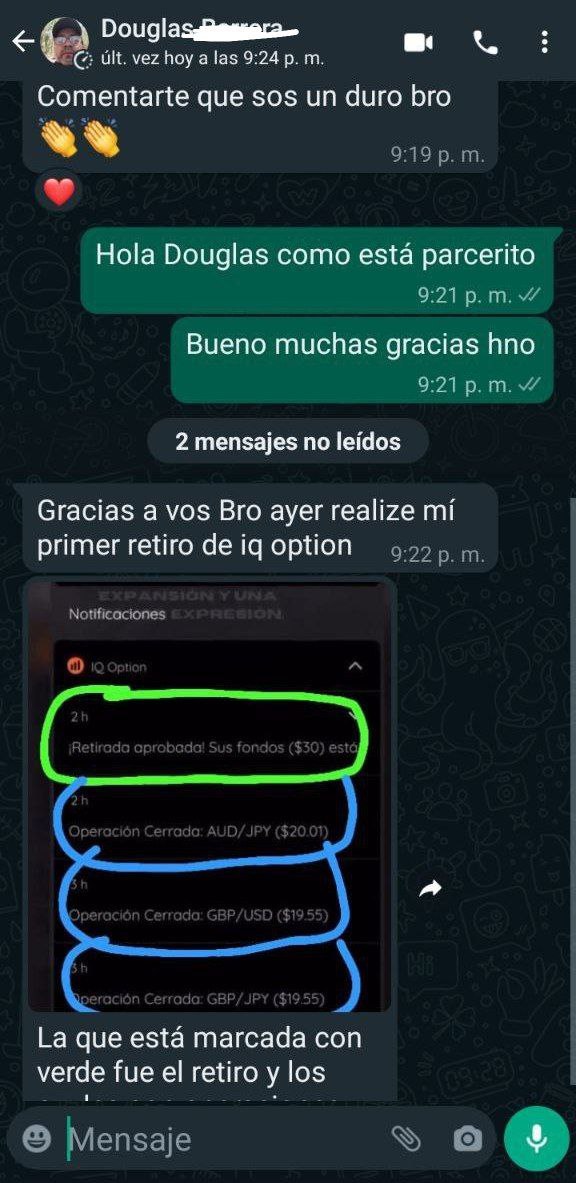 Douglas
últ. vez hoy a las 9:24 p. m.
Comentarte que sos un duro bro
👏👏
9:19 p. m.
❤️
Hola Douglas como está parcerito
9:21 p. m.
Bueno muchas gracias hno
9:21 p. m.
2 mensajes no leídos
Gracias a vos Bro ayer realize mí
primer retiro de iq option
9:22 p. m.
EXPANSIÓN Y UNA
Notificaciones EXPRESIÓN.
IQ Option
2 h
¡Retirada aprobada! Sus fondos ($30) está
2 h
Operación Cerrada: AUD/JPY ($20.01)
3 h
Operación Cerrada: GBP/USD ($19.55)
3 h
Operación Cerrada: GBP/JPY ($19.55)
La que está marcada con
verde fue el retiro y los
Mensaje